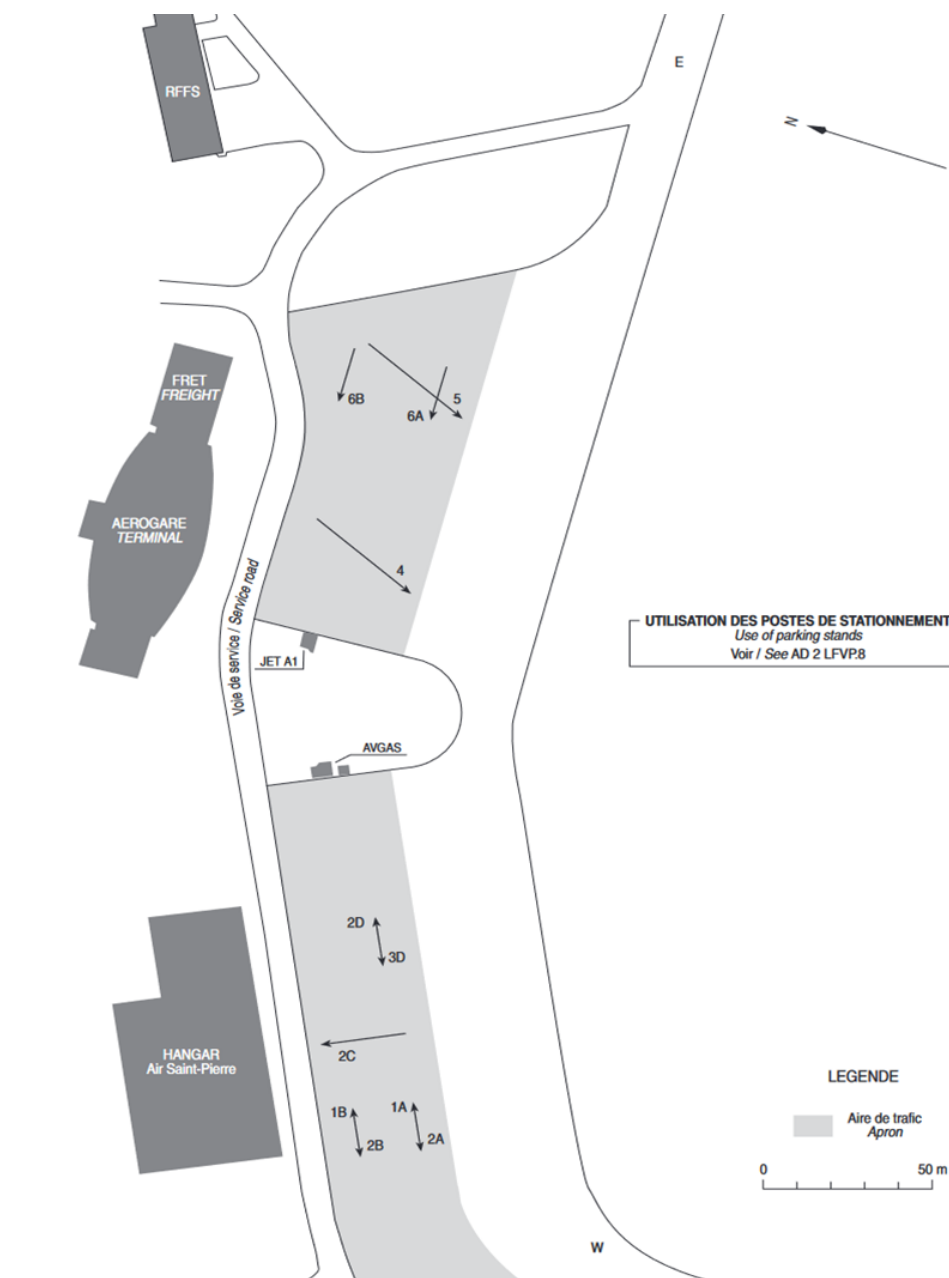 E
RFFS
N
FRET
FREIGHT
6B
6A
5
AEROGARE
TERMINAL
4
Voie de service / Service road
UTILISATION DES POSTES DE STATIONNEMENT
Use of parking stands
Voir / See AD 2 LFVP.8
JET A1
AVGAS
2D
3D
HANGAR
Air Saint-Pierre
2C
1B
1A
2B
2A
LEGENDE
Aire de trafic
Apron
0
50 m
W